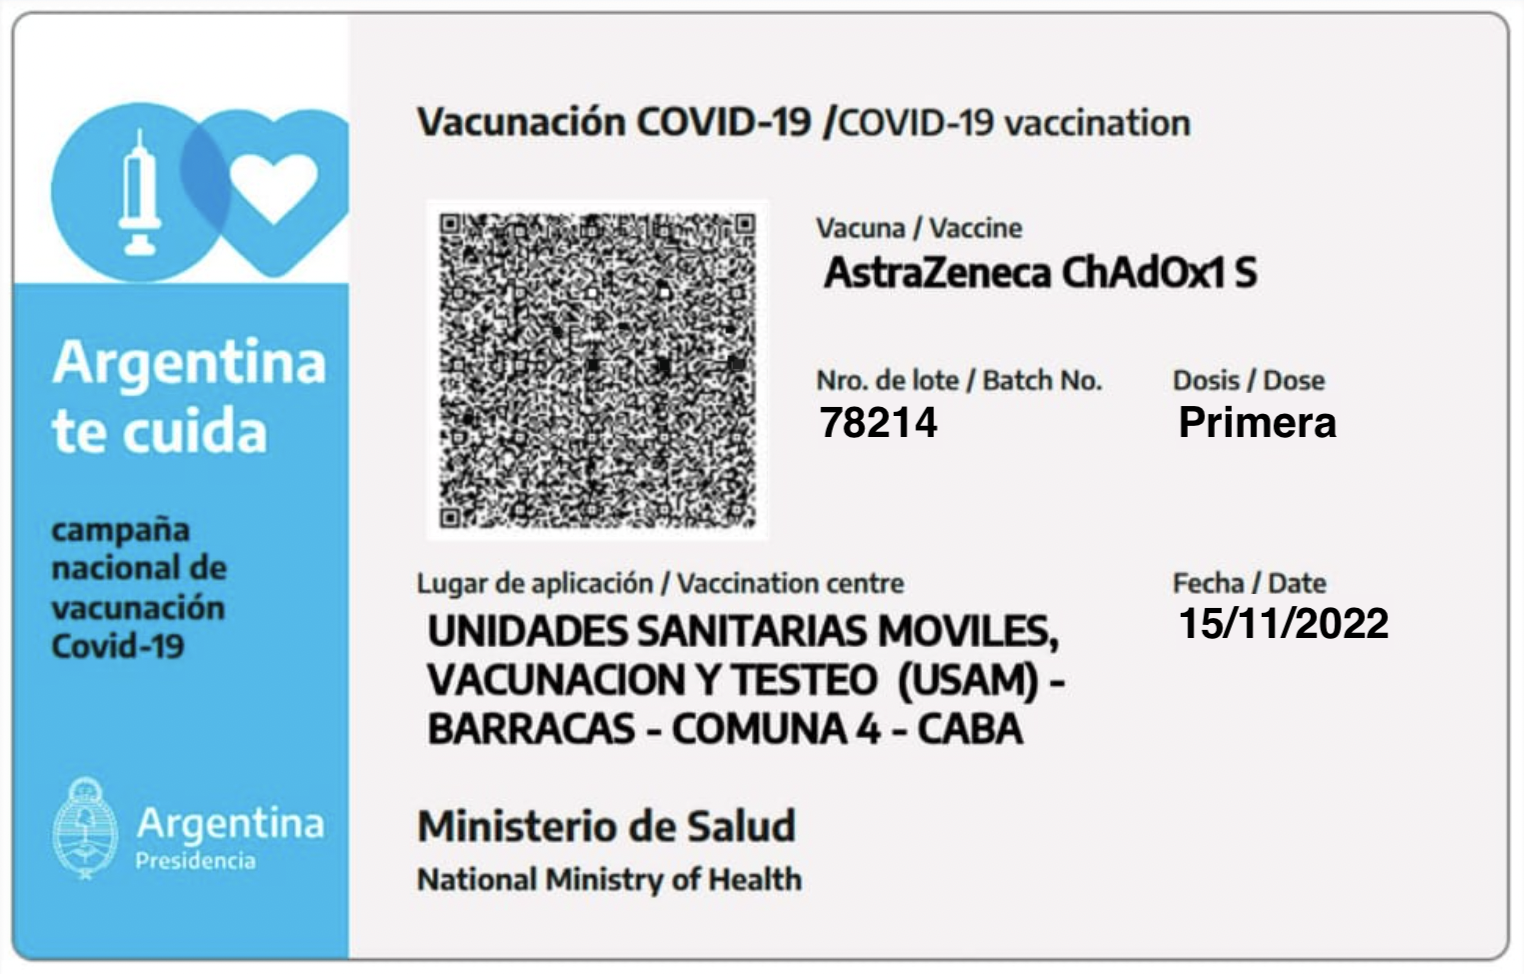 Vacunación COVID-19 /COVID-19 vaccination
Vacuna / Vaccine
AstraZeneca ChAdOx1 S
Nro. de lote / Batch No.
78214
Dosis / Dose
Primera
Lugar de aplicación / Vaccination centre
UNIDADES SANITARIAS MOVILES,
VACUNACION Y TESTEO (USAM) -
BARRACAS - COMUNA 4 - CABA
Fecha / Date
15/11/2022
Ministerio de Salud
National Ministry of Health
Argentina
te cuida
campaña
nacional de
vacunación
Covid-19
Argentina
Presidencia